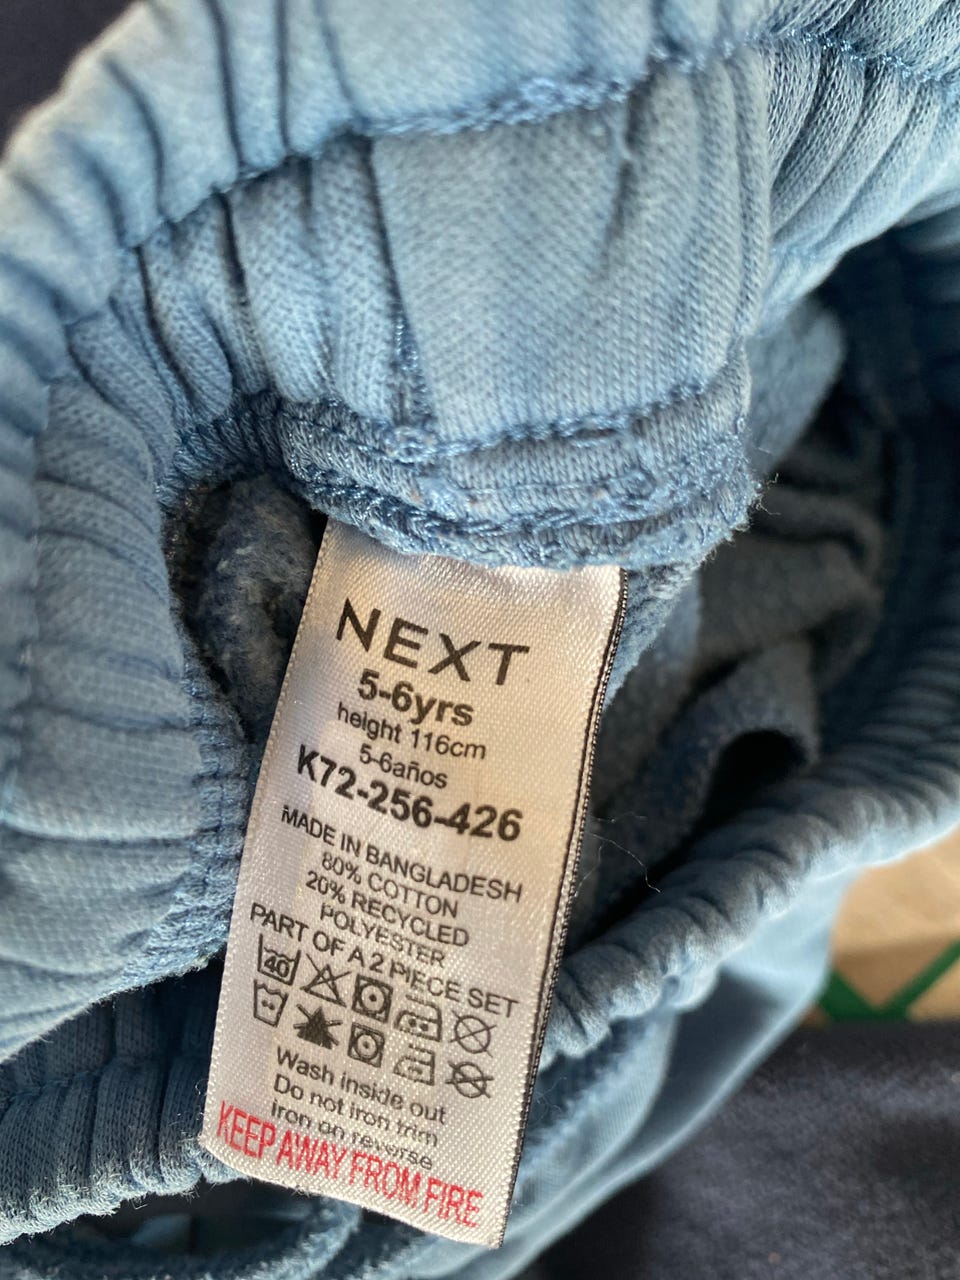 NEXT
5-6yrs
height 116cm
5-6años
K72-256-426
MADE IN BANGLADESH
80% COTTON
20% RECYCLED
POLYESTER
PART OF A 2 PIECE SET
40
Wash inside out
Do not iron trim
iron on reverse
KEEP AWAY FROM FIRE